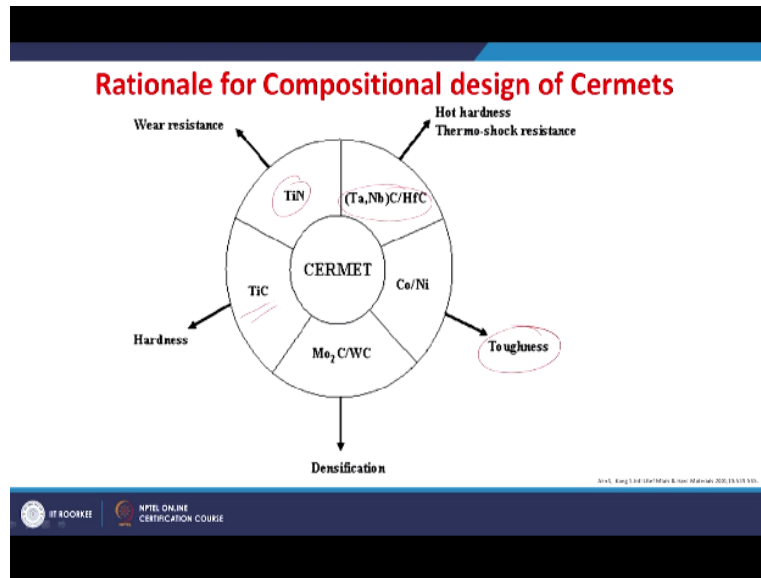 Rationale for Compositional design of Cermets
Wear resistance
Hot hardness
Thermo-shock resistance
TiN
(Ta,Nb)C/HfC
CERMET
TiC
Co/Ni
Hardness
Mo2C/WC
Toughness
Densification
IIT ROORKEE
NPTEL ONLINE
CERTIFICATION COURSE